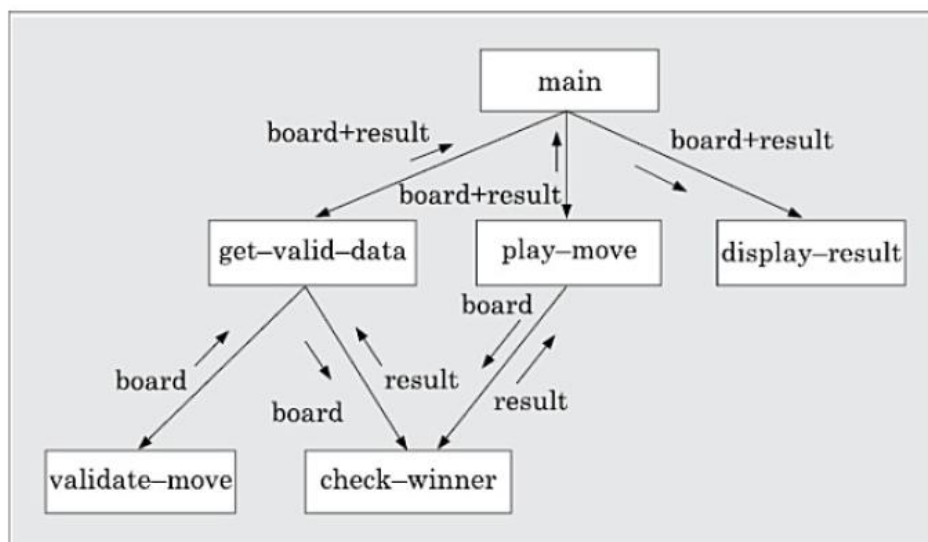 main
board+result
board+result
board+result
get–valid–data
play–move
display–result
board
board
result
board
result
validate–move
check–winner